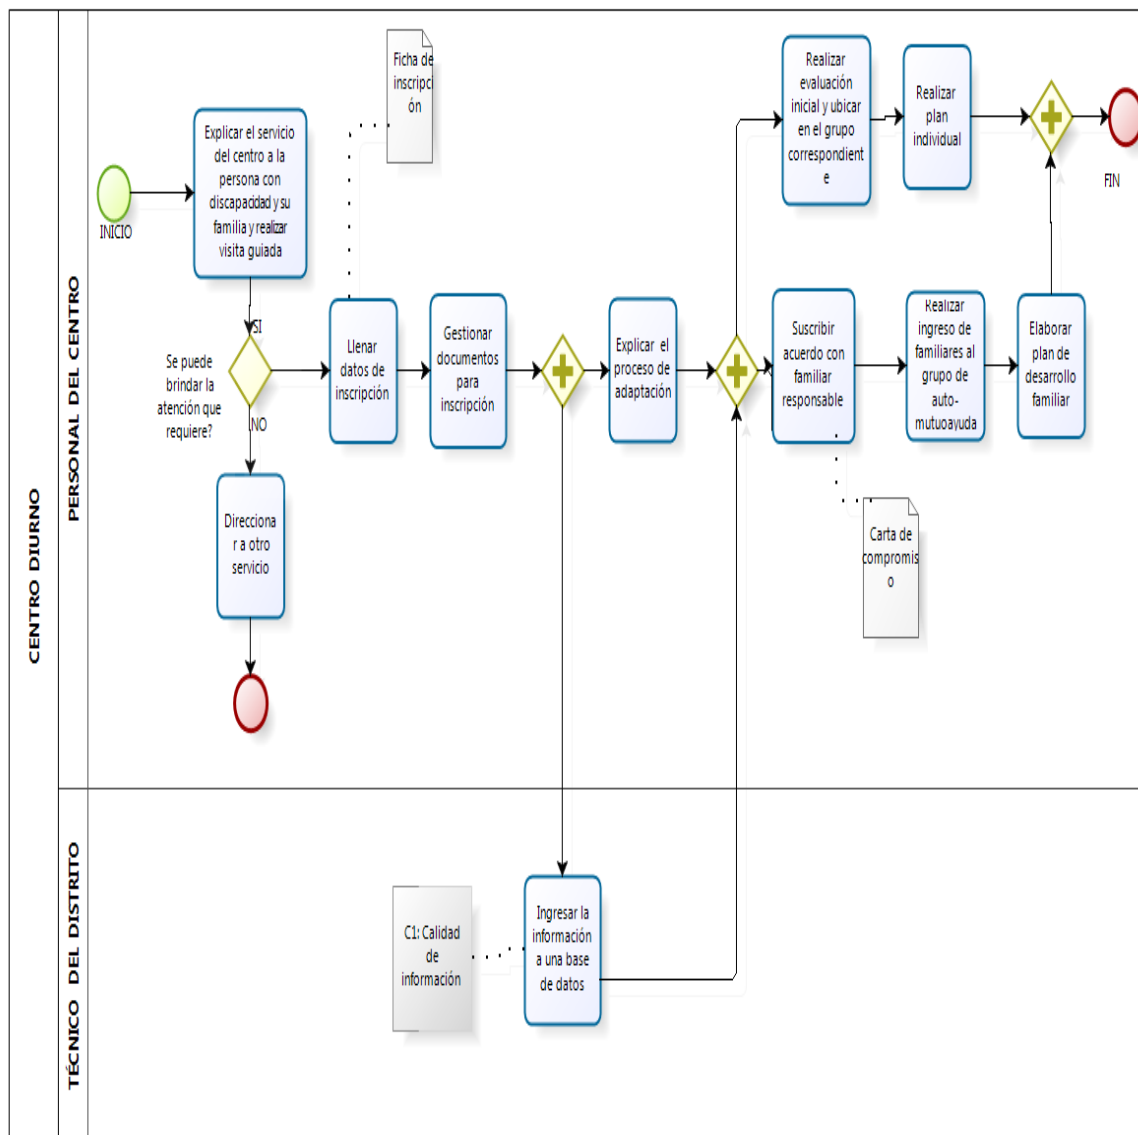 CENTRO DIURNO
PERSONAL DEL CENTRO
TÉCNICO DEL DISTRITO
INICIO
Explicar el servicio
del centro a la
persona con
discapacidad y su
familia y realizar
visita guiada
Se puede
brindar la
atención que
requiere?
SI
NO
Direcciona
r a otro
servicio
Ficha de
inscripci
ón
Llenar
datos de
inscripción
Gestionar
documentos
para
inscripción
Explicar el
proceso de
adaptación
Realizar
evaluación
inicial y ubicar
en el grupo
correspondient
e
Realizar
plan
individual
FIN
Suscribir
acuerdo con
familiar
responsable
Realizar
ingreso de
familiares al
grupo de
auto-
mutuoayuda
Elaborar
plan de
desarrollo
familiar
Carta de
compromis
o
C1: Calidad
de
información
Ingresar la
información
a una base
de datos